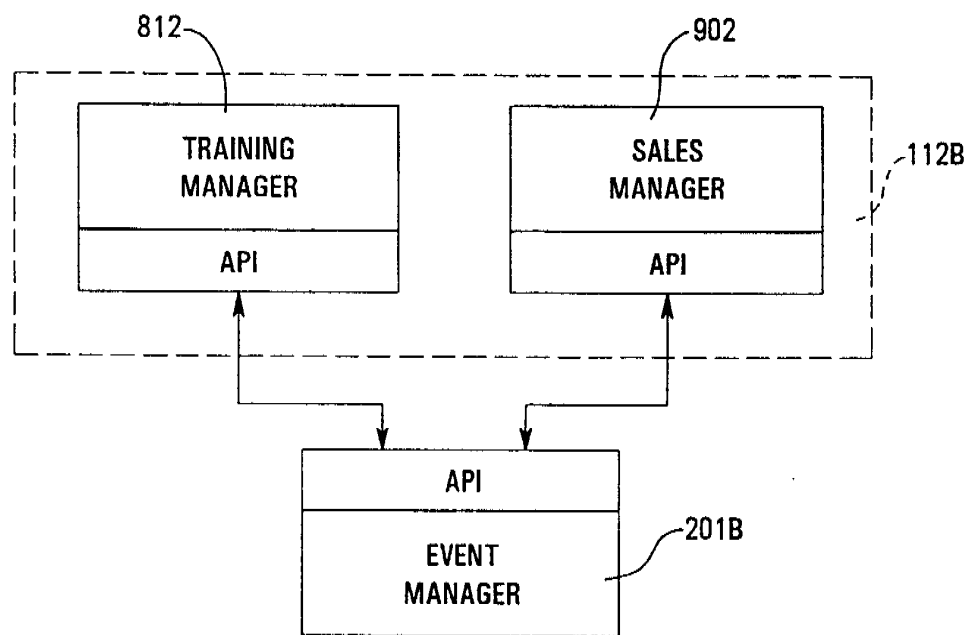 812
902
TRAINING
MANAGER
API
SALES
MANAGER
API
112B
API
EVENT
MANAGER
201B